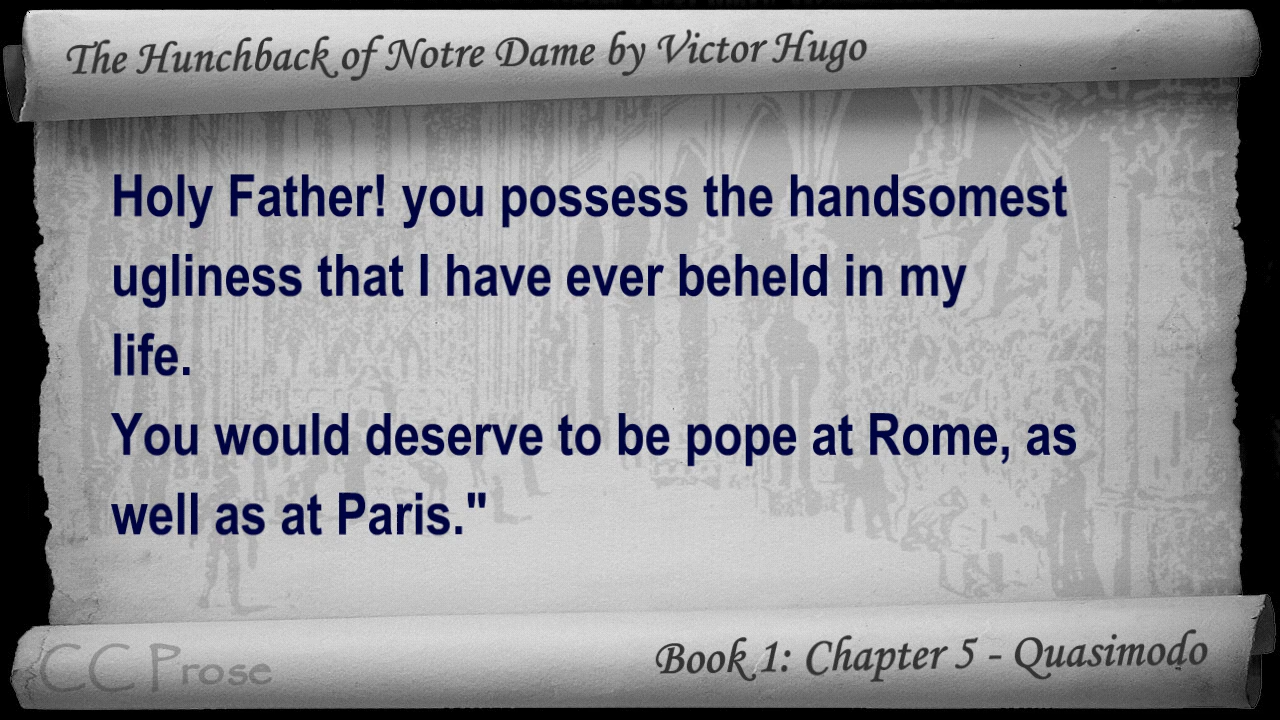 The Hunchback of Notre Dame by Victor Hugo
Holy Father! you possess the handsomest
ugliness that I have ever beheld in my
life.
You would deserve to be pope at Rome, as
well as at Paris."
CC Prose
Book 1: Chapter 5 - Quasimodo